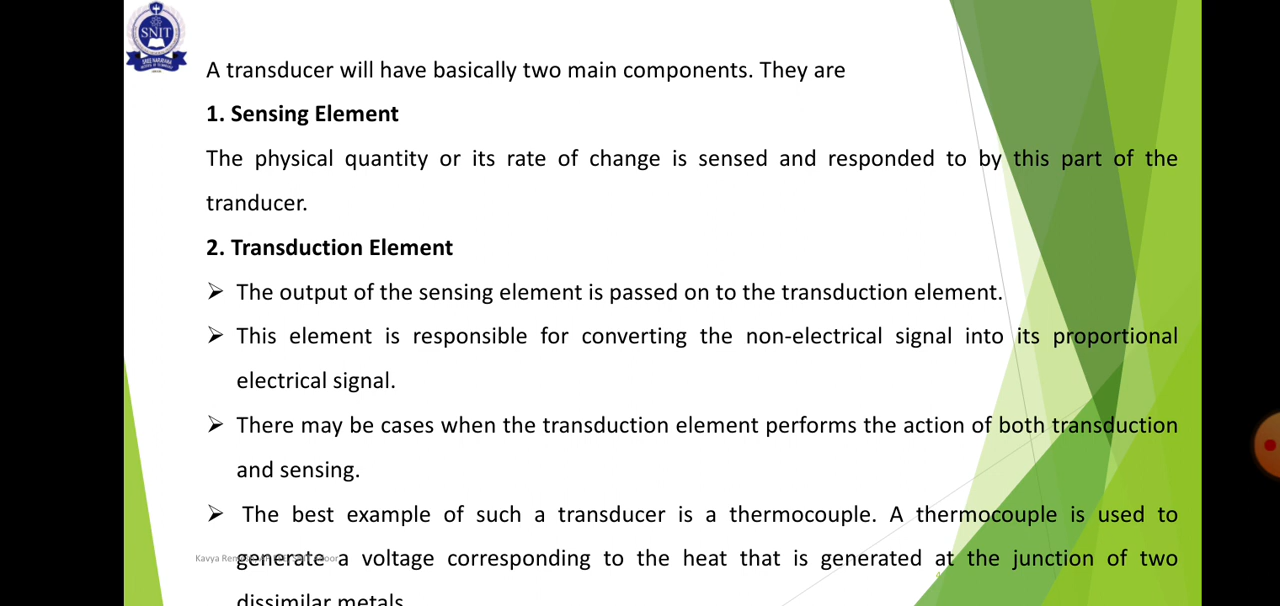 SNIT
SREE NARAYANA
A transducer will have basically two main components. They are
1. Sensing Element
The physical quantity or its rate of change is sensed and responded to by this part of the
tranducer.
2. Transduction Element
➢ The output of the sensing element is passed on to the transduction element.
➢ This element is responsible for converting the non-electrical signal into its proportional
electrical signal.
➢ There may be cases when the transduction element performs the action of both transduction
and sensing.
➢ The best example of such a transducer is a thermocouple. A thermocouple is used to
Kavya
generate a voltage corresponding to the heat that is generated at the junction of two
dissimilar metals